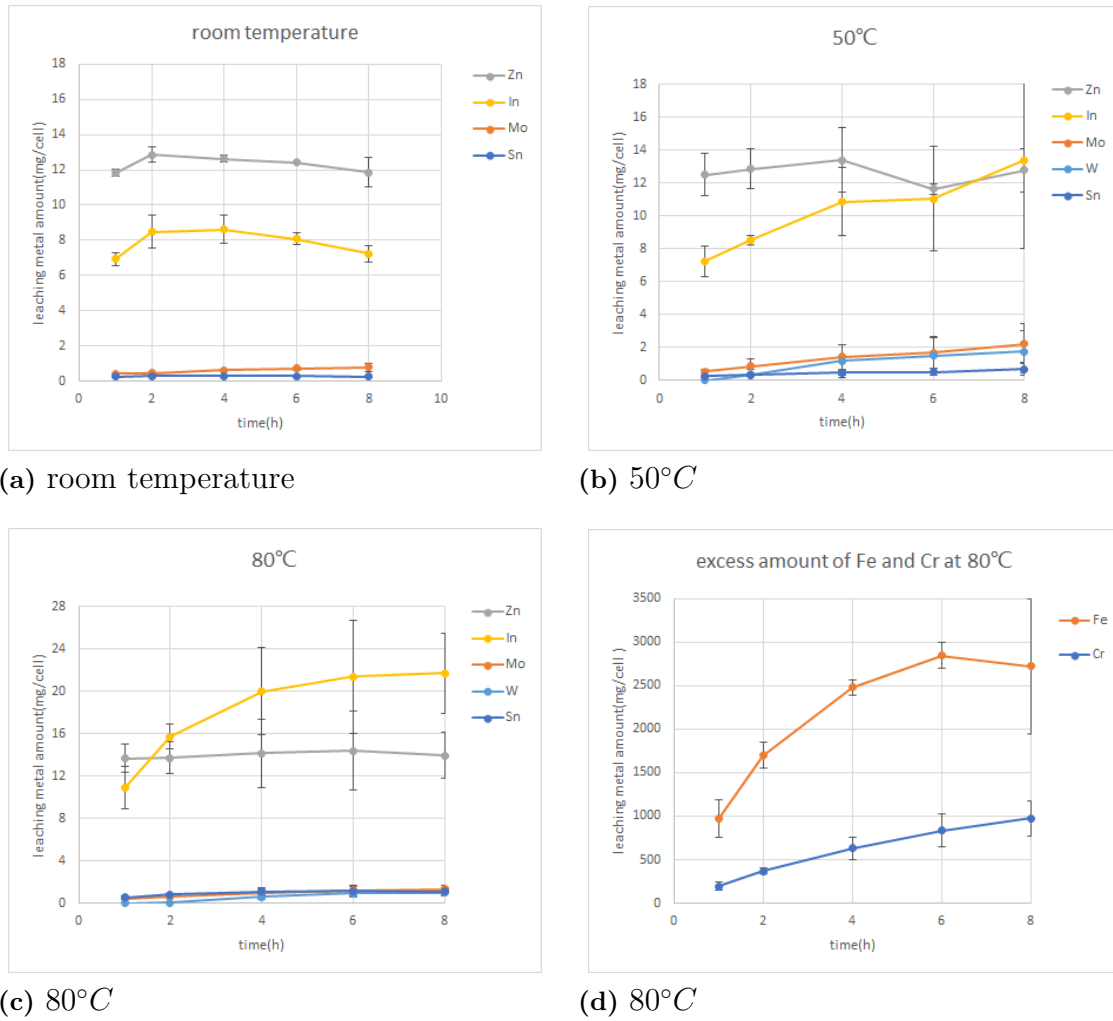 room temperature
leaching metal amount(mg/cell)
18
16
14
12
10
8
6
4
2
0
0 2 4 6 8 10
time(h)
Zn
In
Mo
Sn
(a) room temperature
50℃
leaching metal amount(mg/cell)
18
16
14
12
10
8
6
4
2
0
0 2 4 6 8
time(h)
Zn
In
Mo
W
Sn
(b) 50°C
80℃
leaching metal amount(mg/cell)
28
24
20
16
12
8
4
0
0 2 4 6 8
time(h)
Zn
In
Mo
W
Sn
(c) 80°C
excess amount of Fe and Cr at 80℃
leaching metal amount(mg/cell)
3500
3000
2500
2000
1500
1000
500
0
0 2 4 6 8
time(h)
Fe
Cr
(d) 80°C